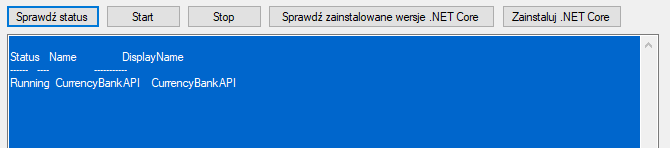 Sprawdź status Start Stop Sprawdź zainstalowane wersje .NET Core Zainstaluj .NET Core
Status Name DisplayName
------ ---- -----------
Running CurrencyBankAPI CurrencyBankAPI